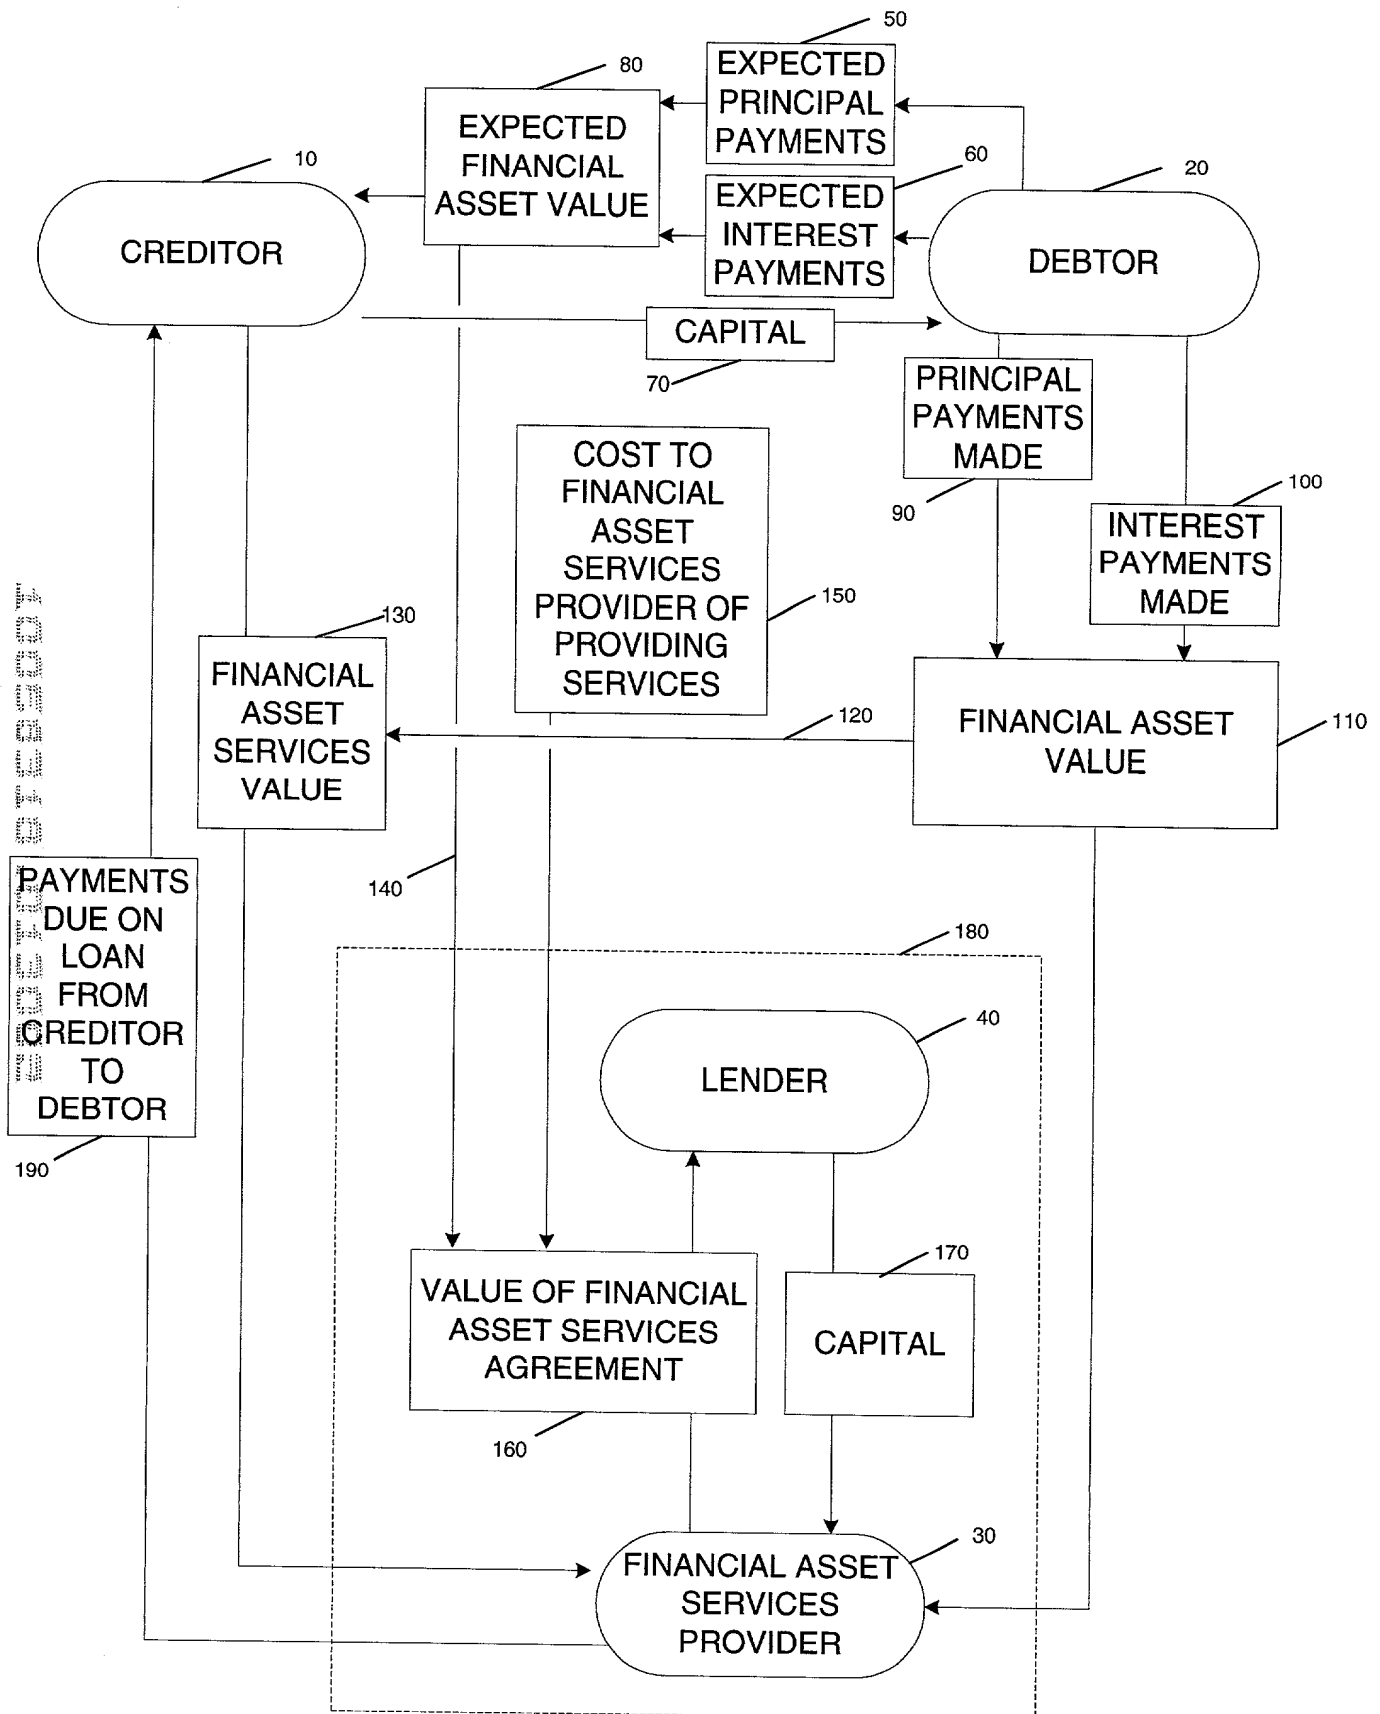 50
EXPECTED
PRINCIPAL
PAYMENTS
80
EXPECTED
FINANCIAL
ASSET VALUE
10
CREDITOR
60
EXPECTED
INTEREST
PAYMENTS
20
DEBTOR
CAPITAL
70
PRINCIPAL
PAYMENTS
MADE
90
100
INTEREST
PAYMENTS
MADE
COST TO
FINANCIAL
ASSET
SERVICES
PROVIDER OF
PROVIDING
SERVICES
150
130
FINANCIAL
ASSET
SERVICES
VALUE
120
FINANCIAL ASSET
VALUE
110
140
PAYMENTS
DUE ON
LOAN
FROM
CREDITOR
TO
DEBTOR
190
180
40
LENDER
170
VALUE OF FINANCIAL
ASSET SERVICES
AGREEMENT
CAPITAL
160
30
FINANCIAL ASSET
SERVICES
PROVIDER